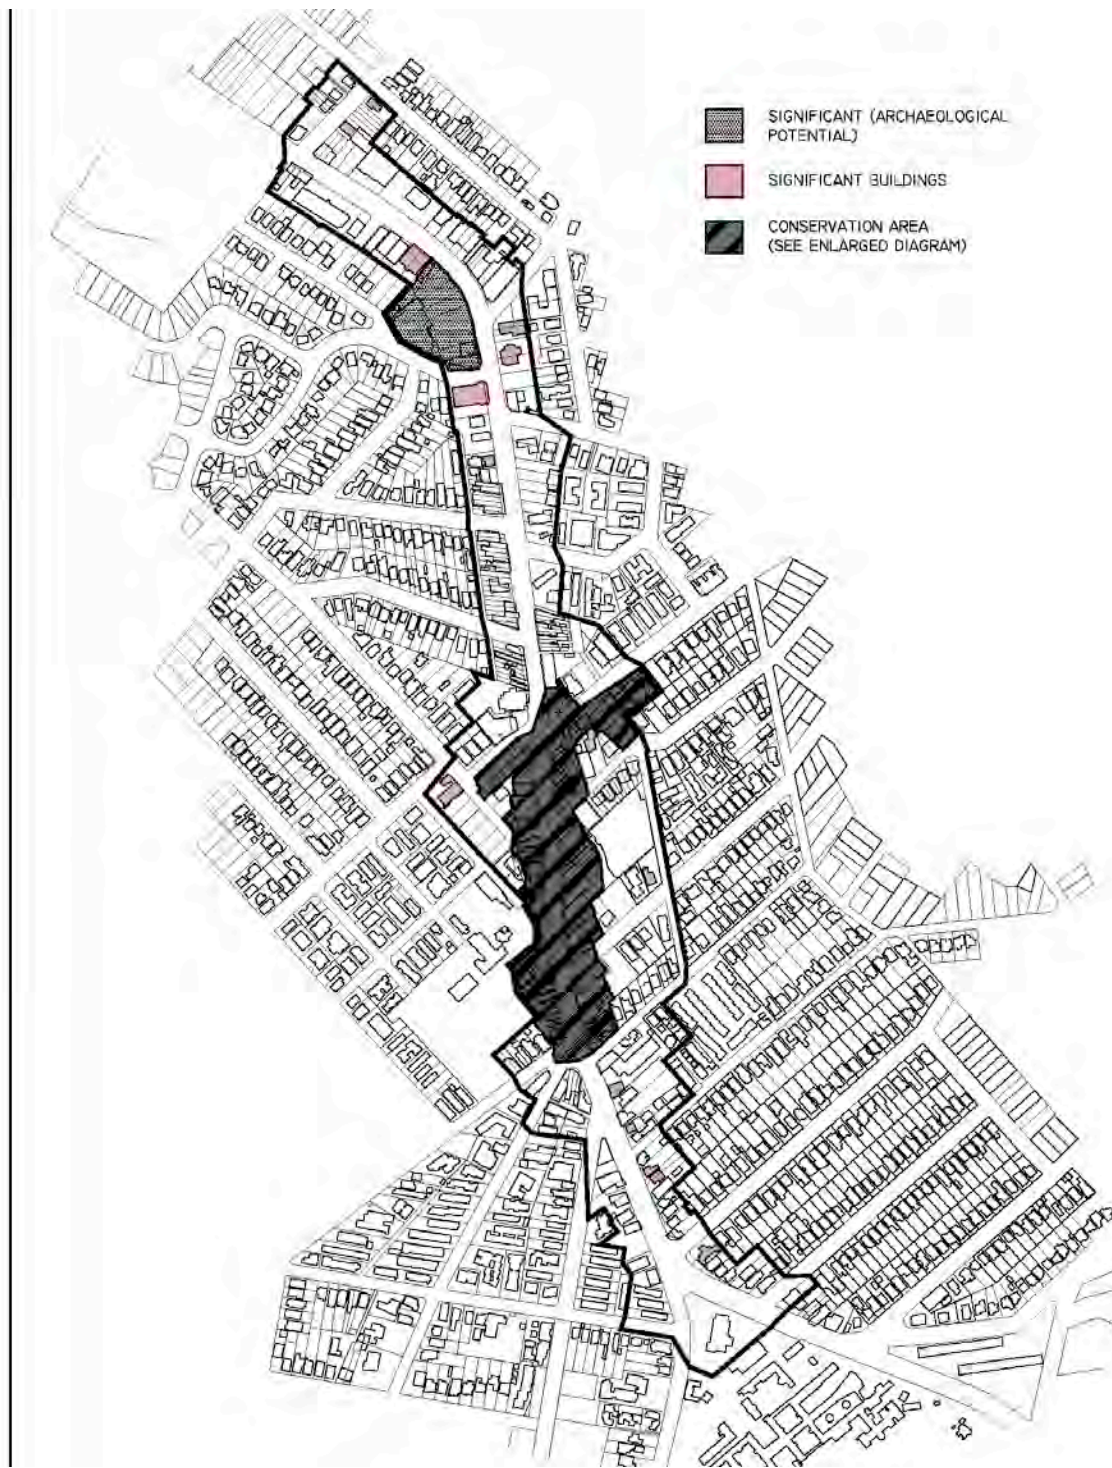 SIGNIFICANT (ARCHAEOLOGICAL
POTENTIAL)
SIGNIFICANT BUILDINGS
CONSERVATION AREA
(SEE ENLARGED DIAGRAM)